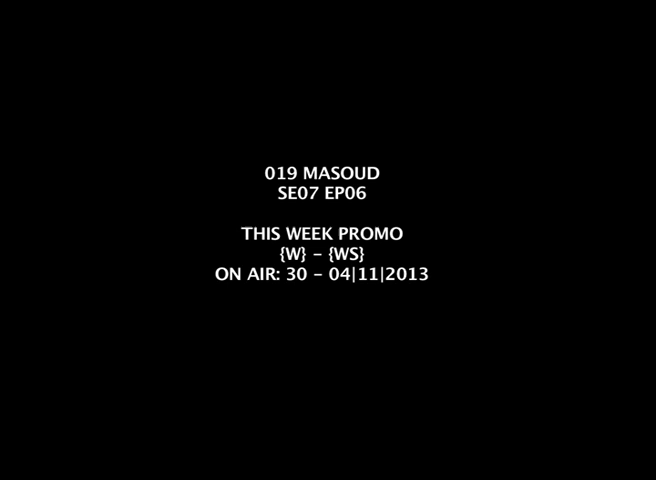 019 MASOUD
SE07 EP06
THIS WEEK PROMO
{W} – {WS}
ON AIR: 30 – 04|11|2013